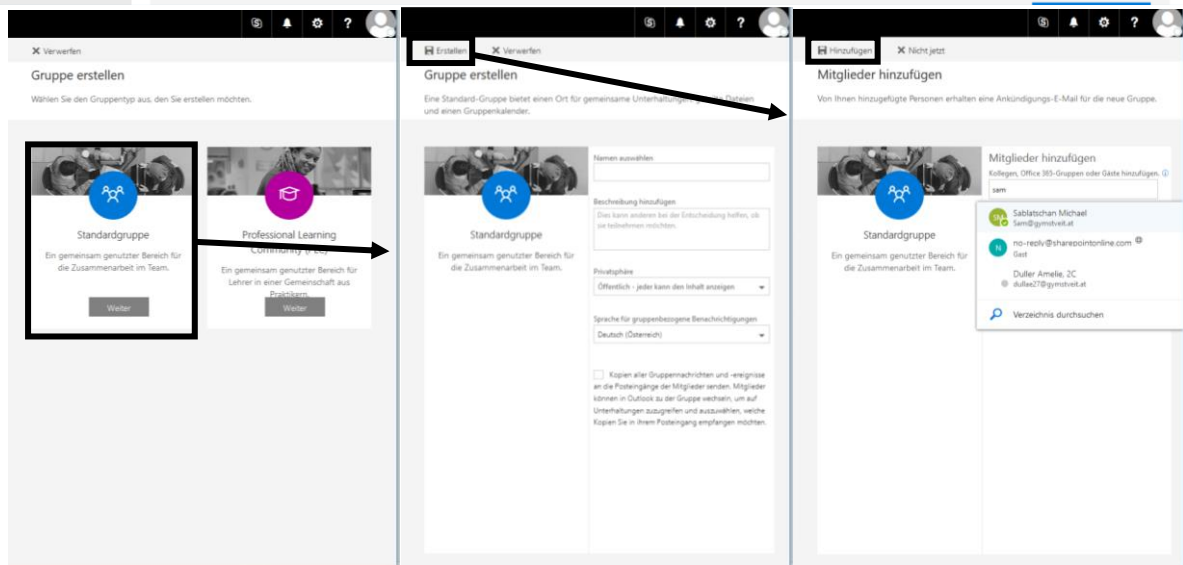 Verwerfen
Gruppe erstellen
Wählen Sie den Gruppentyp aus, den Sie erstellen möchten.
Standardgruppe
Ein gemeinsam genutzter Bereich für
die Zusammenarbeit im Team.
Weiter
Professional Learning
Community (PLC)
Ein gemeinsam genutzter Bereich für
Lehrer in einer Gemeinschaft aus
Praktikern.
Weiter
Erstellen Verwerfen
Gruppe erstellen
Eine Standard-Gruppe bietet einen Ort für gemeinsame Unterhaltungen, geteilte Dateien
und einen Gruppenkalender.
Standardgruppe
Ein gemeinsam genutzter Bereich für
die Zusammenarbeit im Team.
Namen auswählen
Beschreibung hinzufügen
Dies kann anderen bei der Entscheidung helfen, ob
sie teilnehmen möchten.
Privatsphäre
Öffentlich - jeder kann den Inhalt anzeigen
Sprache für gruppenbezogene Benachrichtigungen
Deutsch (Österreich)
Kopien aller Gruppennachrichten und -ereignisse
an die Posteingänge der Mitglieder senden. Mitglieder
können in Outlook zu der Gruppe wechseln, um auf
Unterhaltungen zuzugreifen und auszuwählen, welche
Kopien Sie in ihrem Posteingang empfangen möchten.
Hinzufügen Nicht jetzt
Mitglieder hinzufügen
Von Ihnen hinzugefügte Personen erhalten eine Ankündigungs-E-Mail für die neue Gruppe.
Standardgruppe
Ein gemeinsam genutzter Bereich für
die Zusammenarbeit im Team.
Mitglieder hinzufügen
Kollegen, Office 365-Gruppen oder Gäste hinzufügen.
sam
Sablatschan Michael
Sam@gymstveit.at
N
no-reply@sharepointonline.com
Gast
Duller Amelie, 2C
dullee27@gymstveit.at
Verzeichnis durchsuchen